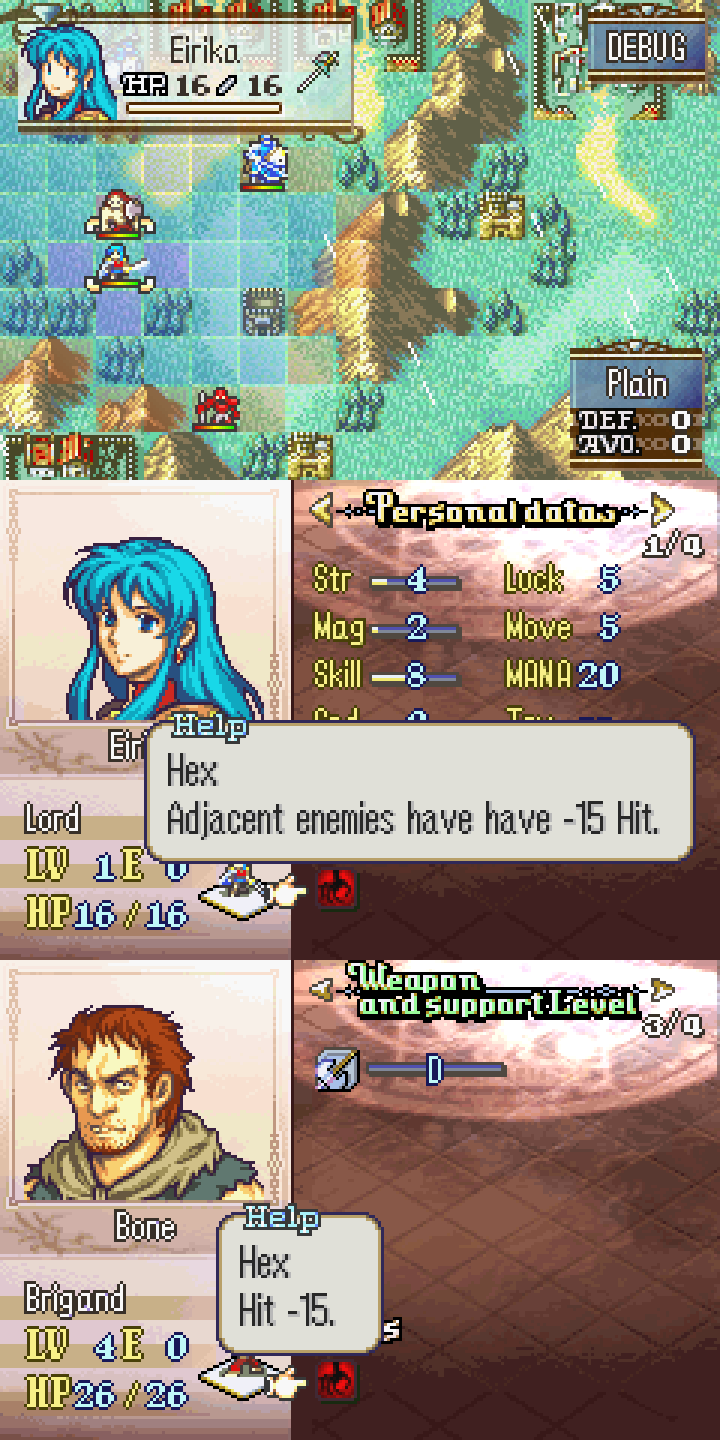 Eirika
HP 16/16
DEBUG
Plain
DEF. 0
AVO. 0
Personal datas
1/4
Str 4 Luck 5
Mag 2 Move 5
Skill 8 MANA 20
Help
Hex
Adjacent enemies have have -15 Hit.
Lord
LV 1 E 0
HP 16/16
Weapon
and support Level
3/4
D
Bone
Help
Hex
Hit -15.
Brigand
LV 4 E 0
HP 26/26